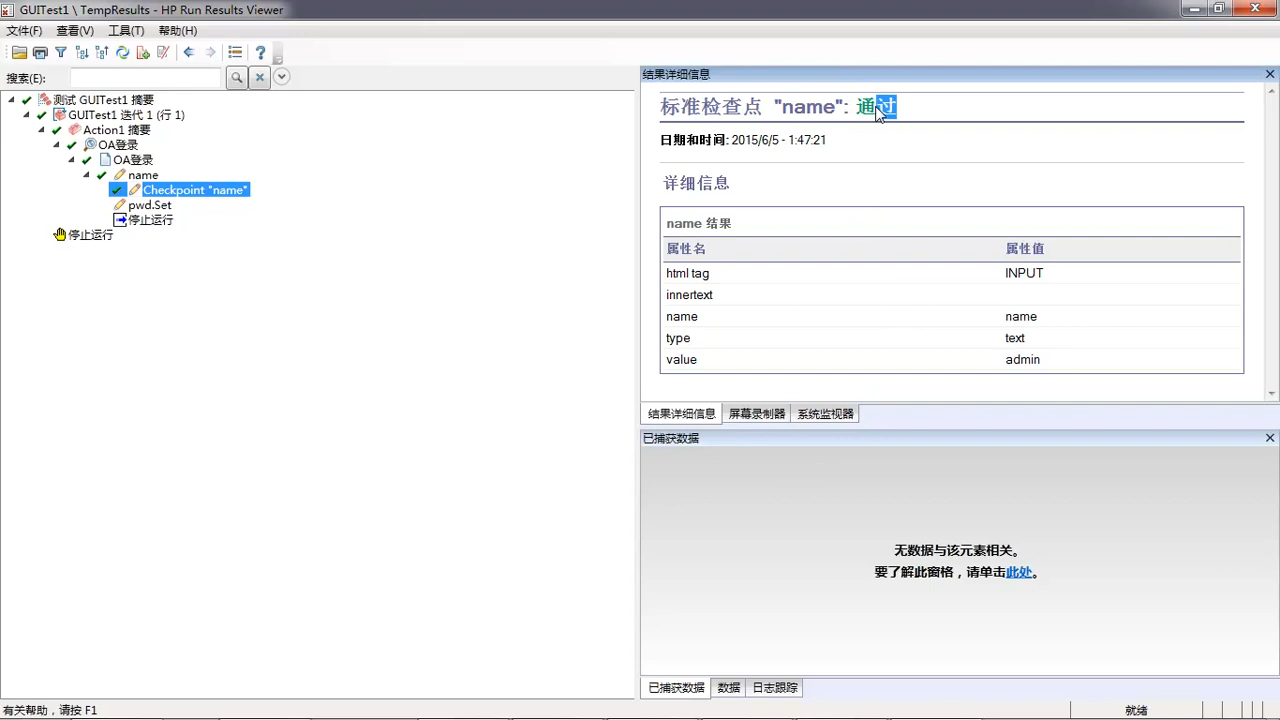 GUITest1 \ TempResults - HP Run Results Viewer
文件(F) 查看(V) 工具(T) 帮助(H)
搜索(E):
测试 GUITest1 摘要
GUITest1 迭代 1 (行 1)
Action1 摘要
OA登录
OA登录
name
Checkpoint "name"
pwd.Set
停止运行
停止运行
结果详细信息
标准检查点 "name": 通过
日期和时间: 2015/6/5 - 1:47:21
详细信息
name 结果
属性名 属性值
html tag INPUT
innertext
name name
type text
value admin
结果详细信息 屏幕录制器 系统监视器
已捕获数据
无数据与该元素相关。
要了解此窗格，请单击此处。
已捕获数据 数据 日志跟踪
有关帮助，请按 F1 就绪